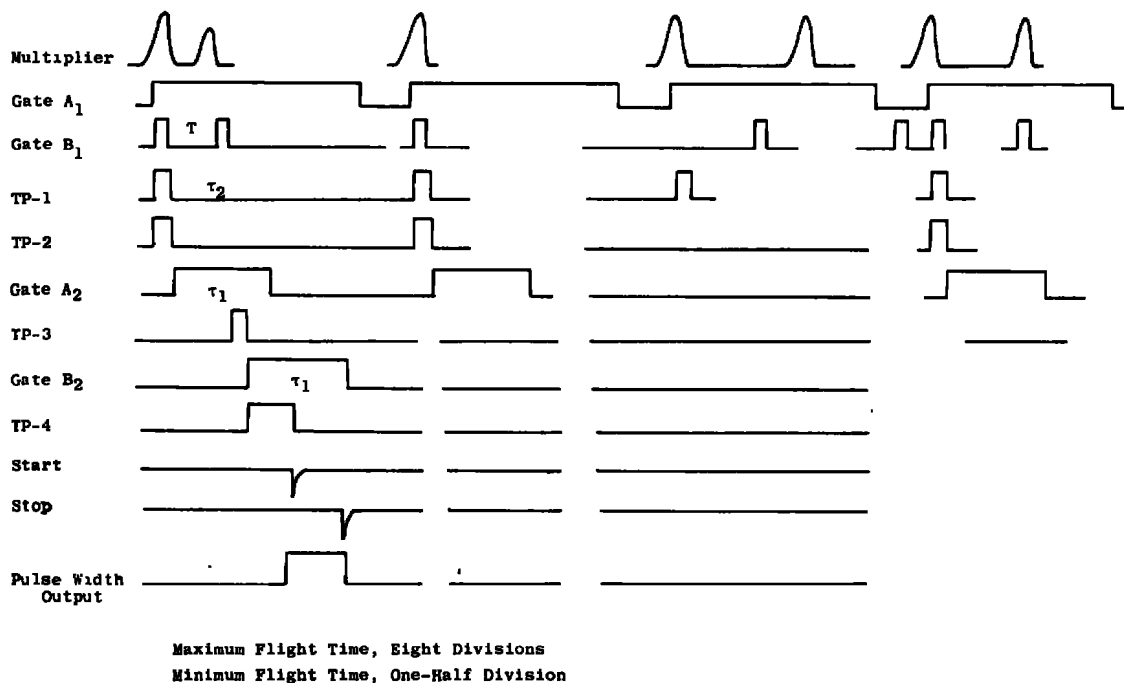 Multiplier
Gate A1
Gate B1
T
TP-1
τ2
TP-2
Gate A2
τ1
TP-3
Gate B2
τ1
TP-4
Start
Stop
Pulse Width
Output
Maximum Flight Time, Eight Divisions
Minimum Flight Time, One-Half Division